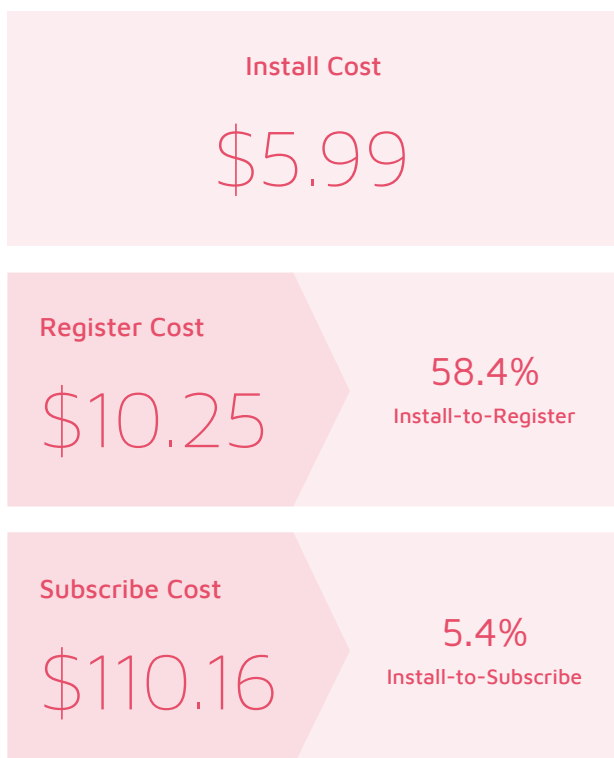 Install Cost
$5.99
Register Cost
$10.25
58.4%
Install-to-Register
Subscribe Cost
$110.16
5.4%
Install-to-Subscribe